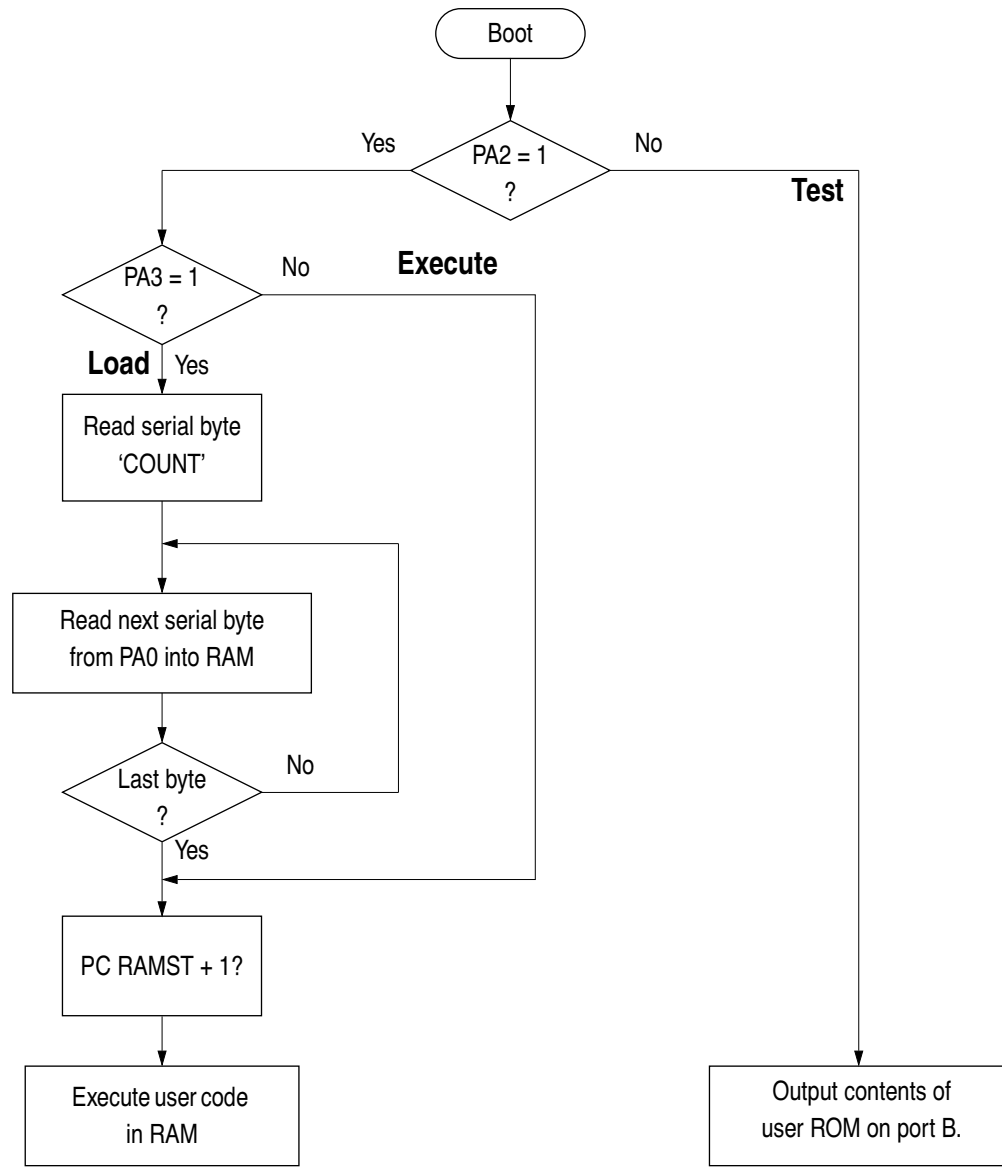 Boot
Yes
PA2 = 1
?
No
Test
PA3 = 1
?
No
Execute
Load
Yes
Read serial byte
‘COUNT’
Read next serial byte
from PA0 into RAM
Last byte
?
No
Yes
PC RAMST + 1?
Execute user code
in RAM
Output contents of
user ROM on port B.